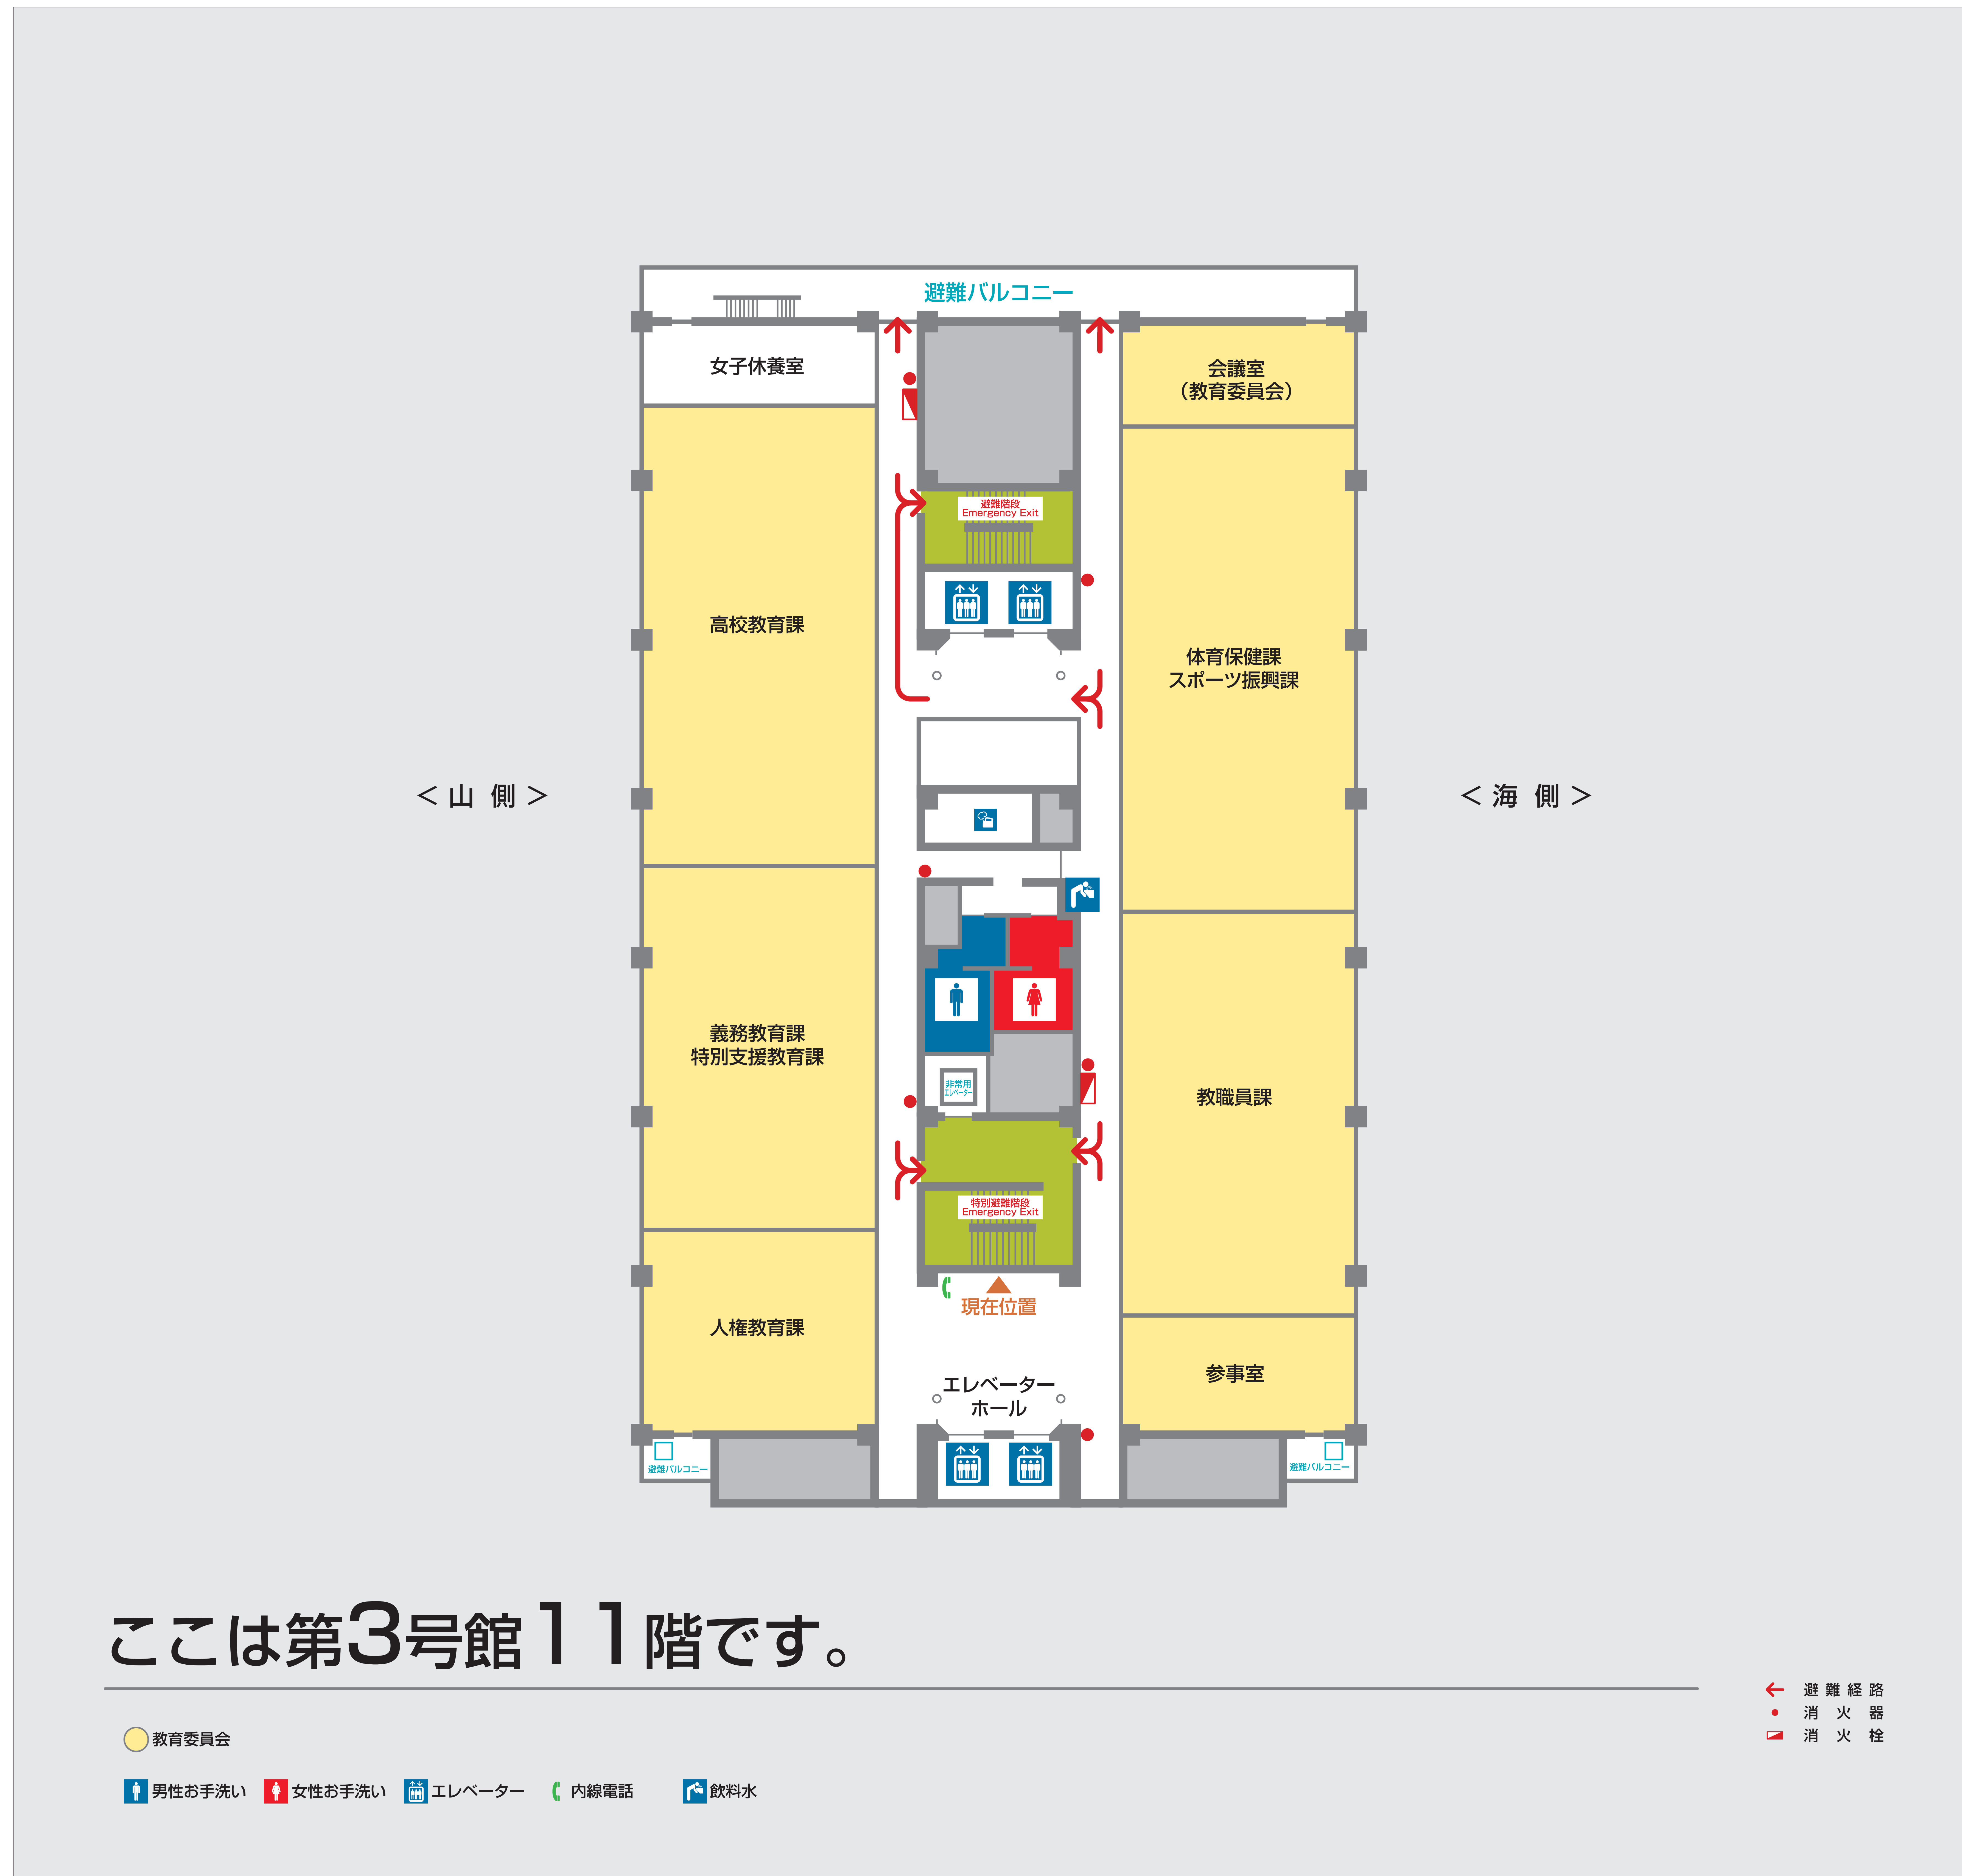 避難バルコニー
女子休養室
会議室
（教育委員会）
避難階段
Emergency Exit
高校教育課
体育保健課
スポーツ振興課
＜山 側＞
＜海 側＞
義務教育課
特別支援教育課
非常用
エレベーター
教職員課
特別避難階段
Emergency Exit
現在位置
人権教育課
参事室
エレベーター
ホール
避難バルコニー
避難バルコニー
ここは第3号館11階です。
避難経路
消火器
消火栓
教育委員会
男性お手洗い
女性お手洗い
エレベーター
内線電話
飲料水